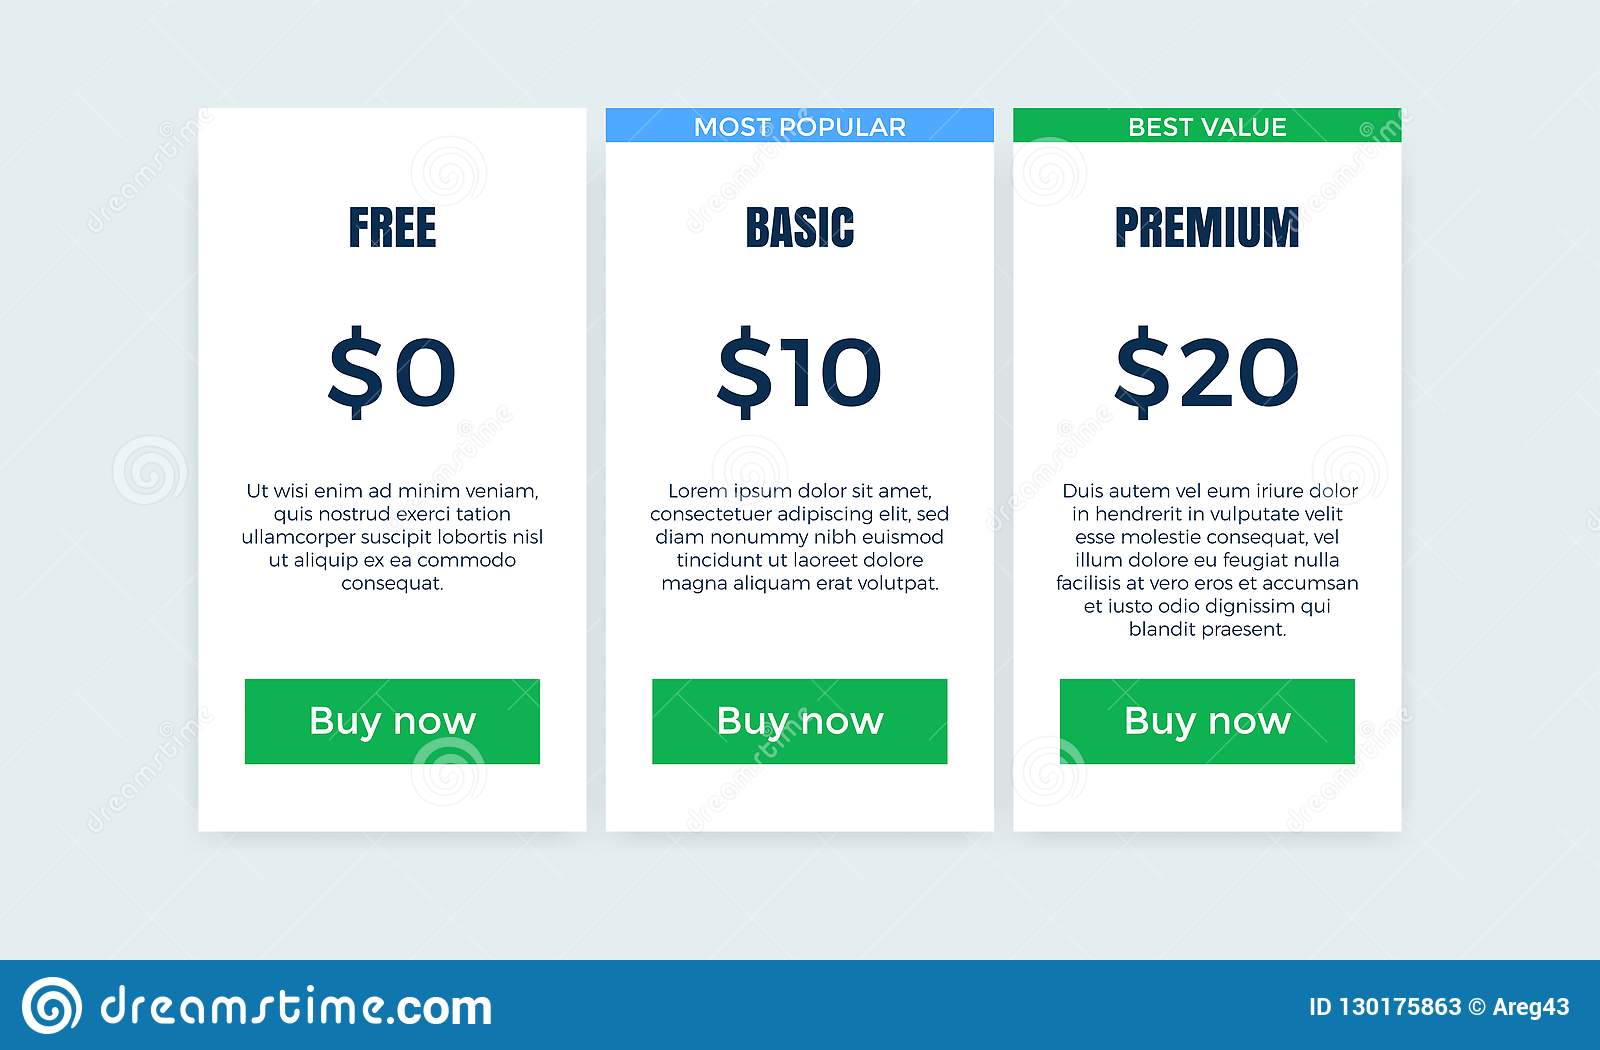 FREE
$0
Ut wisi enim ad minim veniam,
quis nostrud exerci tation
ullamcorper suscipit lobortis nisl
ut aliquip ex ea commodo
consequat.
Buy now
MOST POPULAR
BASIC
$10
Lorem ipsum dolor sit amet,
consectetuer adipiscing elit, sed
diam nonummy nibh euismod
tincidunt ut laoreet dolore
magna aliquam erat volutpat.
Buy now
BEST VALUE
PREMIUM
$20
Duis autem vel eum iriure dolor
in hendrerit in vulputate velit
esse molestie consequat, vel
illum dolore eu feugiat nulla
facilisis at vero eros et accumsan
et iusto odio dignissim qui
blandit praesent.
Buy now
dreamstime.com
ID 130175863 © Areg43